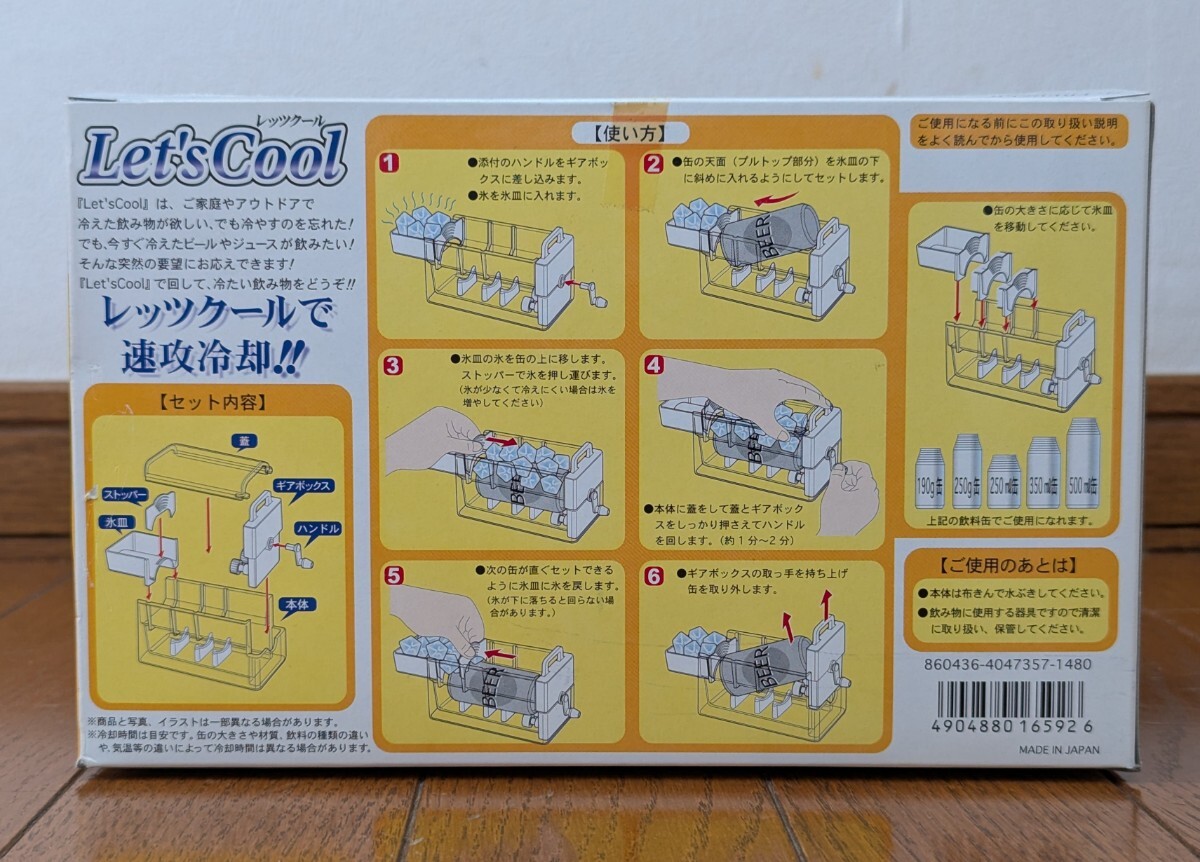 レッツクール
Let'sCool
『Let'sCool』は、ご家庭やアウトドアで
冷えた飲み物が欲しい、でも冷やすのを忘れた!
でも、今すぐ冷えたビールやジュースが飲みたい!
そんな突然の要望にお応えできます!
『Let'sCool』で回して、冷たい飲み物をどうぞ!!
レッツクールで
速攻冷却!!
【セット内容】
蓋
ストッパー
ギアボックス
氷皿
ハンドル
本体
※商品と写真、イラストは一部異なる場合があります。
※冷却時間は目安です。缶の大きさや材質、飲料の種類の違い
や、気温等の違いによって冷却時間は異なる場合があります。
【使い方】
1
●添付のハンドルをギアボッ
クスに差し込みます。
●氷を氷皿に入れます。
2
●缶の天面(プルトップ部分)を氷皿の下
に斜めに入れるようにしてセットします。
BEER
3
●氷皿の氷を缶の上に移します。
ストッパーで氷を押し運びます。
(氷が少なくて冷えにくい場合は氷を
増やしてください)
BEER
4
BEER
●本体に蓋をして蓋とギアボック
スをしっかり押さえてハンドル
を回します。(約1分〜2分)
5
●次の缶が直ぐセットできる
ように氷皿に氷を戻します。
(氷が下に落ちると回らない場
合があります。)
BEER
6
●ギアボックスの取っ手を持ち上げ
缶を取り外します。
BEER
ご使用になる前にこの取り扱い説明
をよく読んでから使用してください。
●缶の大きさに応じて氷皿
を移動してください。
190g缶
250g缶
250ml缶
350ml缶
500ml缶
上記の飲料缶でご使用になれます。
【ご使用のあとは】
●本体は布きんで水ぶきしてください。
●飲み物に使用する器具ですので清潔
に取り扱い、保管してください。
860436-4047357-1480
4904880165926
MADE IN JAPAN